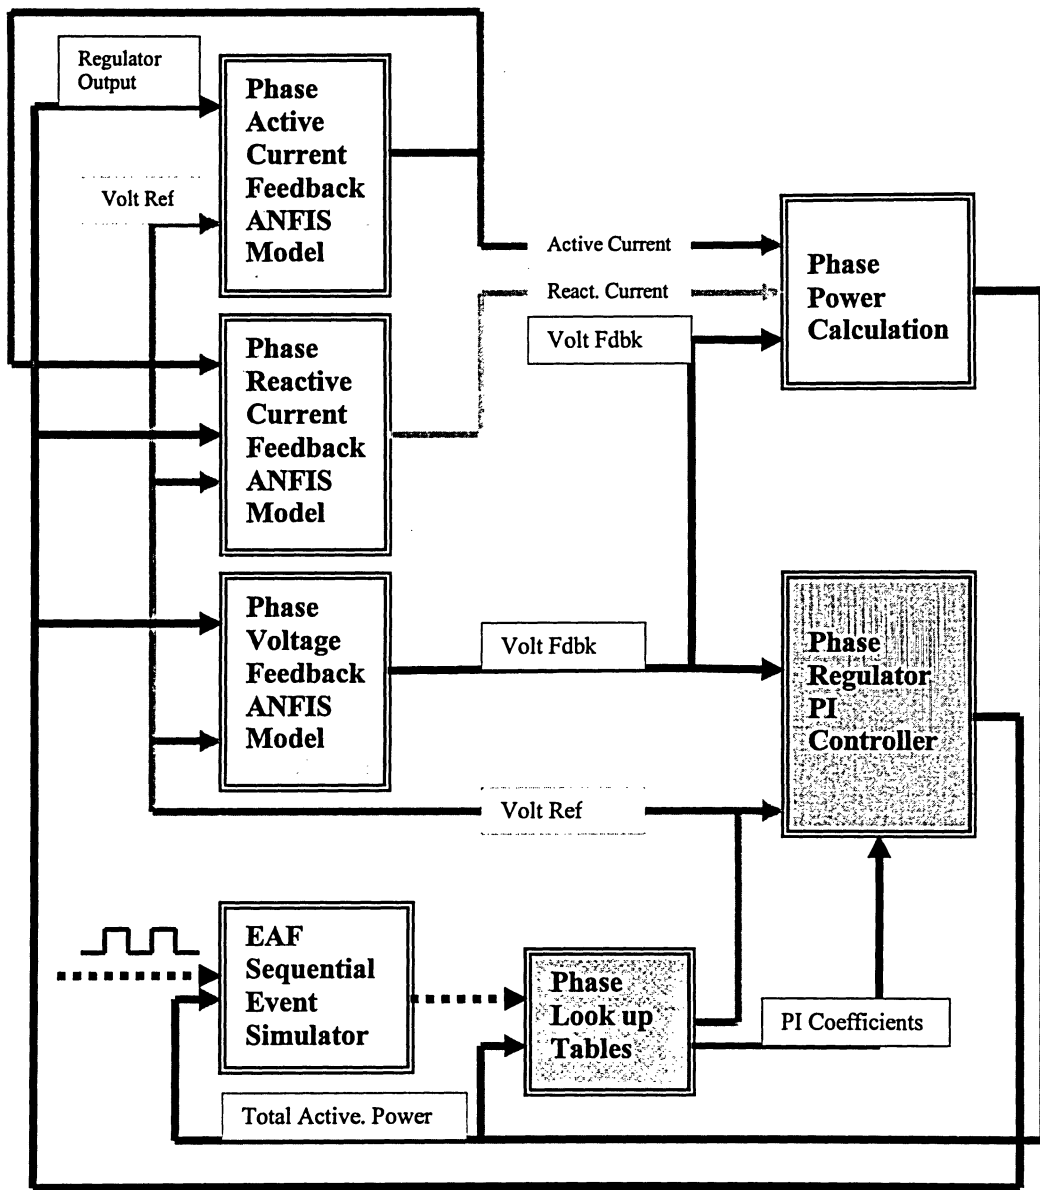 Regulator
Output
Phase
Active
Current
Feedback
ANFIS
Model
Volt Ref
Active Current
React. Current
Volt Fdbk
Phase
Power
Calculation
Phase
Reactive
Current
Feedback
ANFIS
Model
Phase
Voltage
Feedback
ANFIS
Model
Volt Fdbk
Phase
Regulator
PI
Controller
Volt Ref
EAF
Sequential
Event
Simulator
Phase
Look up
Tables
PI Coefficients
Total Active. Power